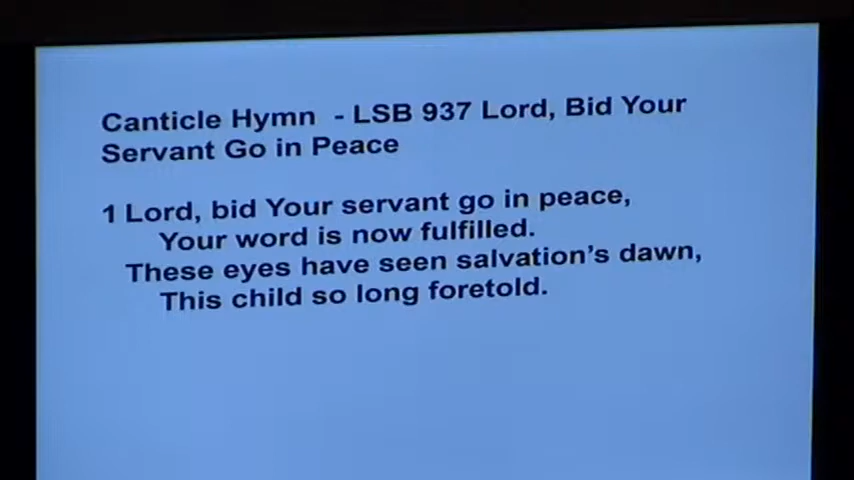 Canticle Hymn - LSB 937 Lord, Bid Your
Servant Go in Peace
1 Lord, bid Your servant go in peace,
Your word is now fulfilled.
These eyes have seen salvation's dawn,
This child so long foretold.